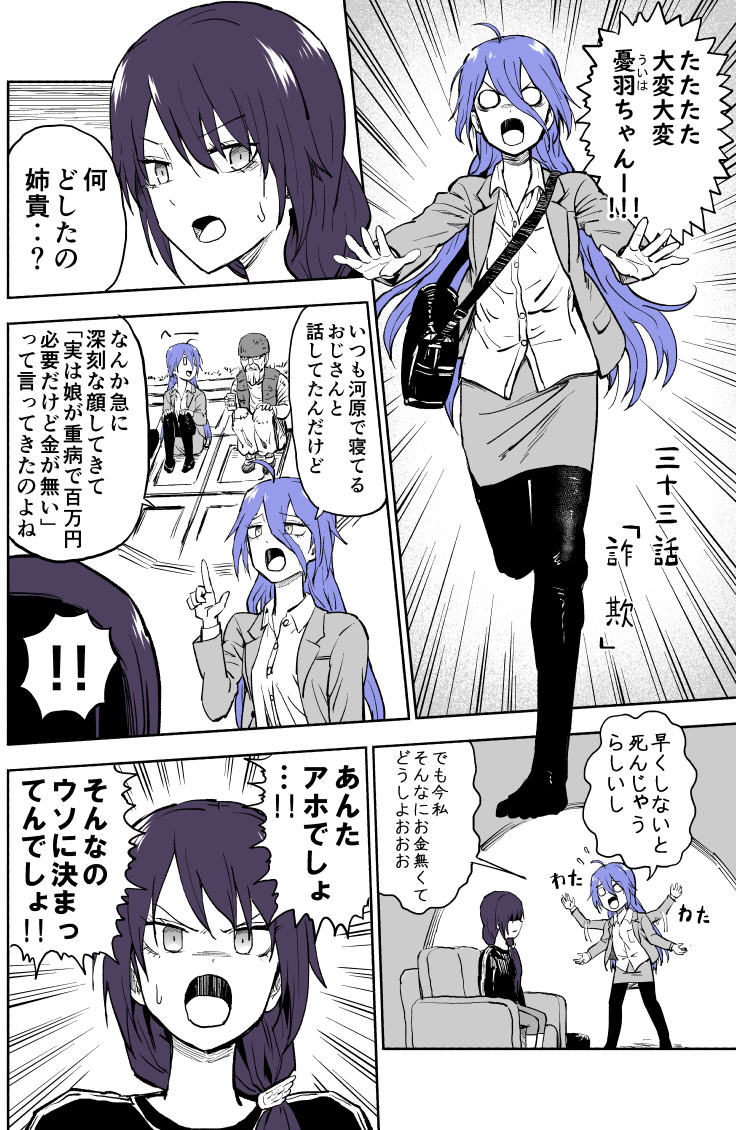 たたたた
大変大変
憂羽ちゃんー!!!
ういは
三十三話
「詐欺」
何
どしたの
姉貴‥?
いつも河原で寝てる
おじさんと
話してたんだけど
へー
なんか急に
深刻な顔してきて
「実は娘が重病で百万円
必要だけど金が無い」
って言ってきたのよね
!!
早くしないと
死んじゃう
らしいし
でも今私
そんなにお金無くて
どうしよおおお
わた
わた
あんた
アホでしょ
…!!
そんなの
ウソに決まっ
てんでしょ!!